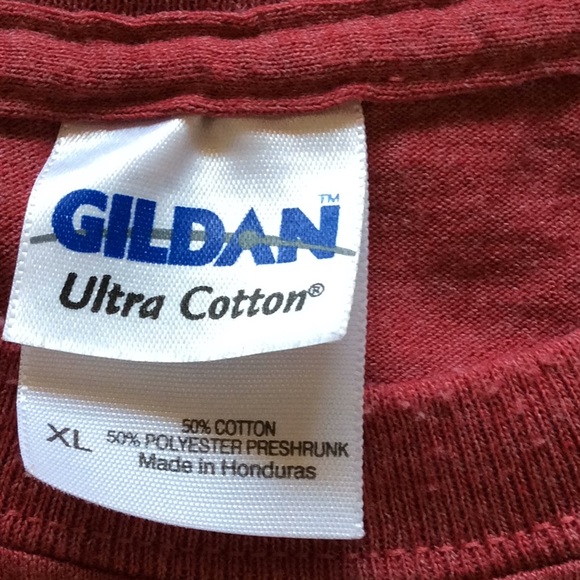 GILDAN™
Ultra Cotton®
50% COTTON
XL 50% POLYESTER PRESHRUNK
Made in Honduras